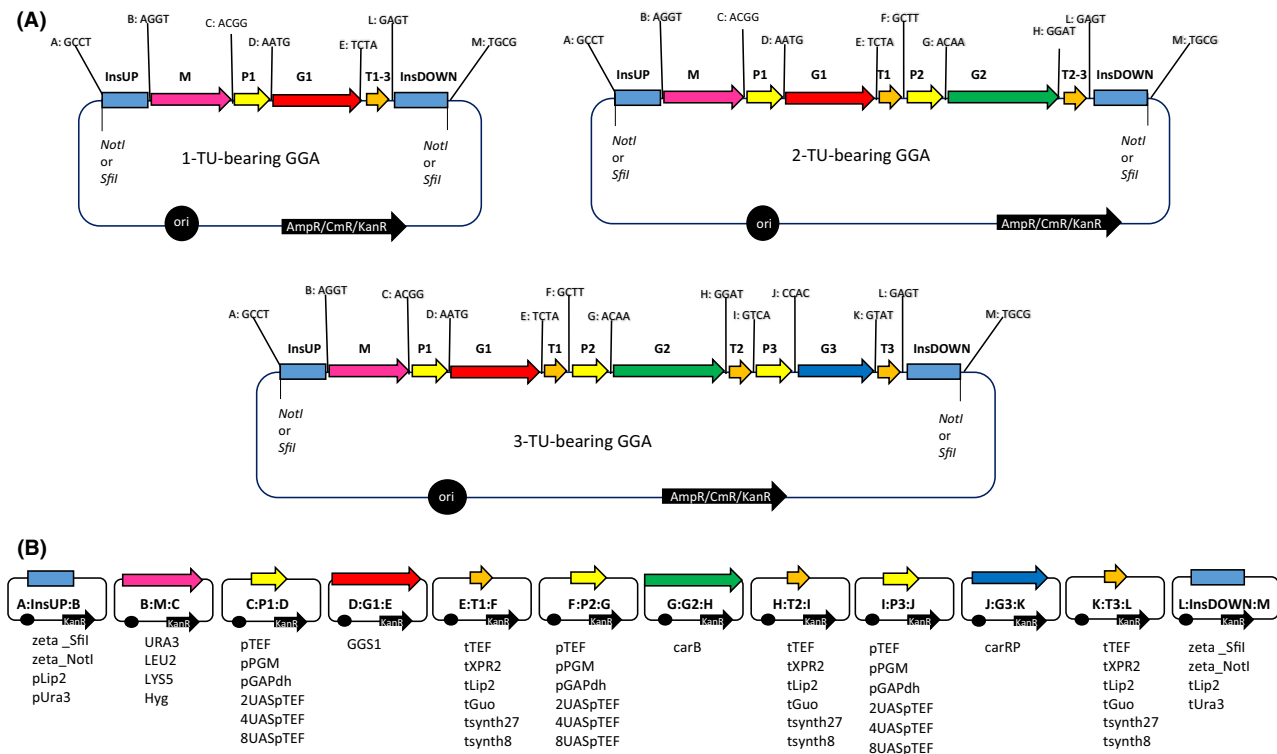 (A)
A: GCCT
B: AGGT
C: ACGG
D: AATG
E: TCTA
L: GAGT
M: TGCG
InsUP
M
P1
G1
T1-3
InsDOWN
NotI
or
SfiI
NotI
or
SfiI
1-TU-bearing GGA
ori
AmpR/CmR/KanR
A: GCCT
B: AGGT
C: ACGG
D: AATG
E: TCTA
F: GCTT
G: ACAA
H: GGAT
L: GAGT
M: TGCG
InsUP
M
P1
G1
T1
P2
G2
T2-3
InsDOWN
NotI
or
SfiI
NotI
or
SfiI
2-TU-bearing GGA
ori
AmpR/CmR/KanR
A: GCCT
B: AGGT
C: ACGG
D: AATG
E: TCTA
F: GCTT
G: ACAA
H: GGAT
I: GTCA
J: CCAC
K: GTAT
L: GAGT
M: TGCG
InsUP
M
P1
G1
T1
P2
G2
T2
P3
G3
T3
InsDOWN
NotI
or
SfiI
NotI
or
SfiI
3-TU-bearing GGA
ori
AmpR/CmR/KanR
(B)
A:InsUP:B
KanR
zeta _SfiI
zeta_NotI
pLip2
pUra3
B:M:C
KanR
URA3
LEU2
LYS5
Hyg
C:P1:D
KanR
pTEF
pPGM
pGAPdh
2UASpTEF
4UASpTEF
8UASpTEF
D:G1:E
KanR
GGS1
E:T1:F
KanR
tTEF
tXPR2
tLip2
tGuo
tsynth27
tsynth8
F:P2:G
KanR
pTEF
pPGM
pGAPdh
2UASpTEF
4UASpTEF
8UASpTEF
G:G2:H
KanR
carB
H:T2:I
KanR
tTEF
tXPR2
tLip2
tGuo
tsynth27
tsynth8
I:P3:J
KanR
pTEF
pPGM
pGAPdh
2UASpTEF
4UASpTEF
8UASpTEF
J:G3:K
KanR
carRP
K:T3:L
KanR
tTEF
tXPR2
tLip2
tGuo
tsynth27
tsynth8
L:InsDOWN:M
KanR
zeta _SfiI
zeta_NotI
tLip2
tUra3